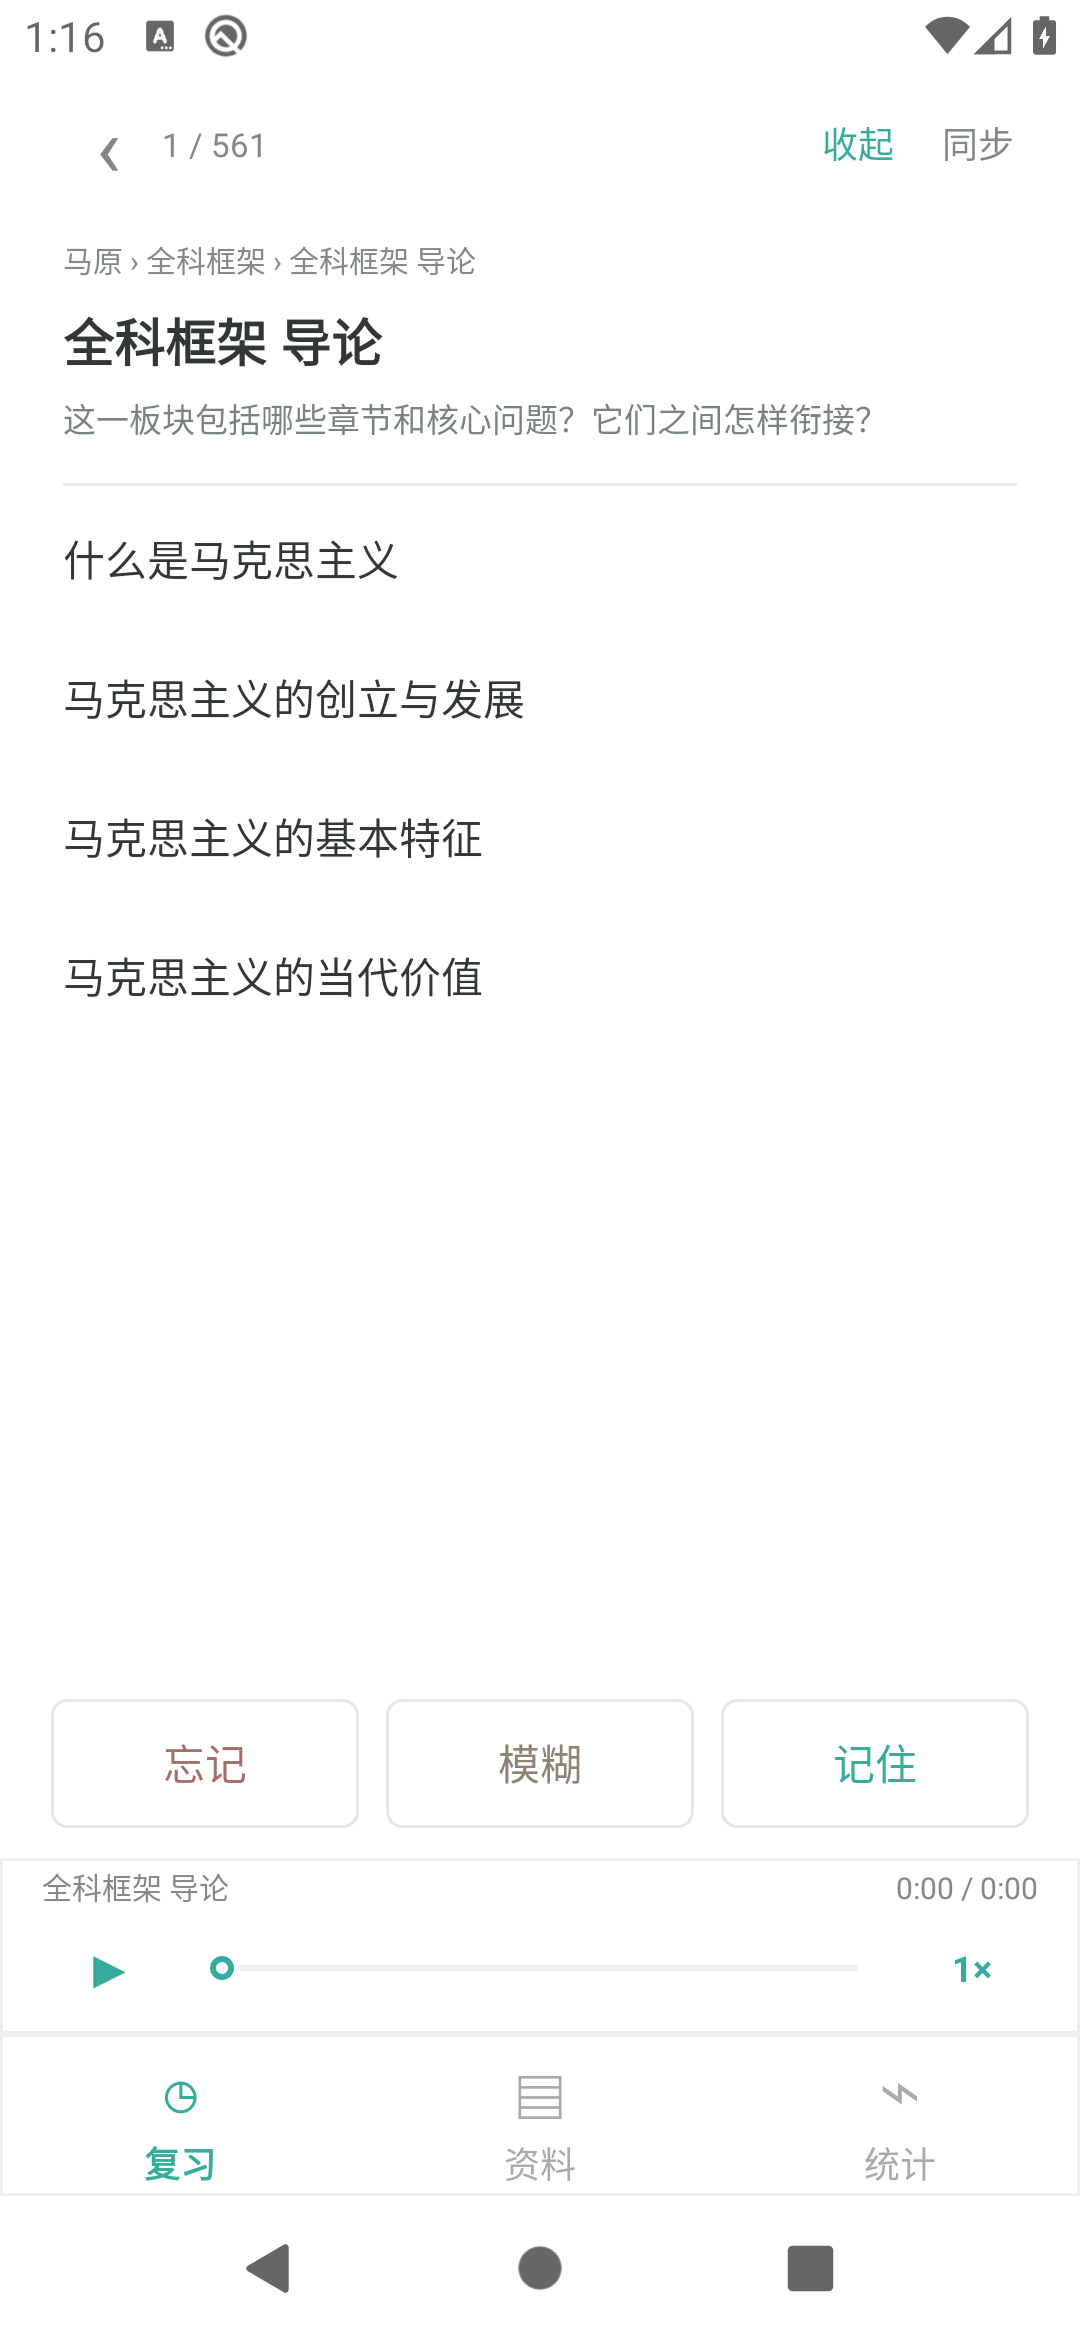 1:16
1 / 561
收起 同步
马原 › 全科框架 › 全科框架 导论
全科框架 导论
这一板块包括哪些章节和核心问题？它们之间怎样衔接？
什么是马克思主义
马克思主义的创立与发展
马克思主义的基本特征
马克思主义的当代价值
忘记 模糊 记住
全科框架 导论 0:00 / 0:00
1×
复习 资料 统计